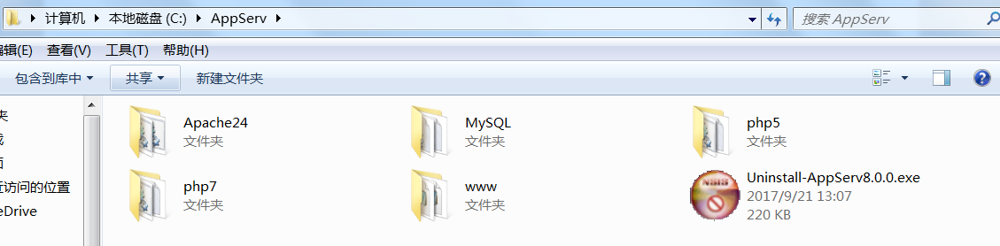 计算机 本地磁盘 (C:) AppServ 搜索 AppServ
编辑(E) 查看(V) 工具(T) 帮助(H)
包含到库中 共享 新建文件夹
Apache24 MySQL php5
文件夹 文件夹 文件夹
php7 www Uninstall-AppServ8.0.0.exe
文件夹 文件夹 2017/9/21 13:07
220 KB
夹
面
近访问的位置
eDrive